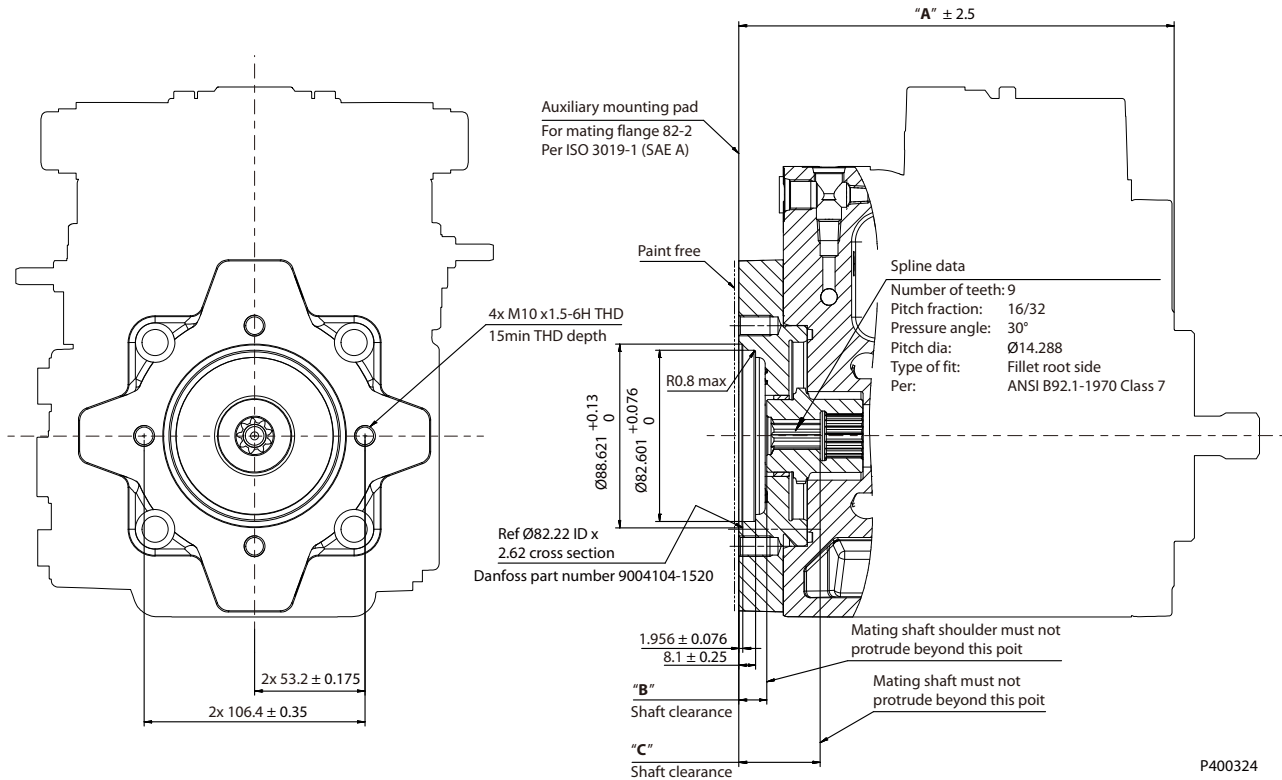 "A" ± 2.5
Auxiliary mounting pad
For mating flange 82-2
Per ISO 3019-1 (SAE A)
Paint free
Spline data
Number of teeth: 9
Pitch fraction: 16/32
Pressure angle: 30°
Pitch dia: Ø14.288
Type of fit: Fillet root side
Per: ANSI B92.1-1970 Class 7
4x M10 x1.5-6H THD
15min THD depth
R0.8 max
Ø88.621 +0.13 0
Ø82.601 +0.076 0
Ref Ø82.22 ID x
2.62 cross section
Danfoss part number 9004104-1520
1.956 ± 0.076
8.1 ± 0.25
Mating shaft shoulder must not
protrude beyond this poit
"B"
Shaft clearance
Mating shaft must not
protrude beyond this poit
"C"
Shaft clearance
2x 53.2 ± 0.175
2x 106.4 ± 0.35
P400324